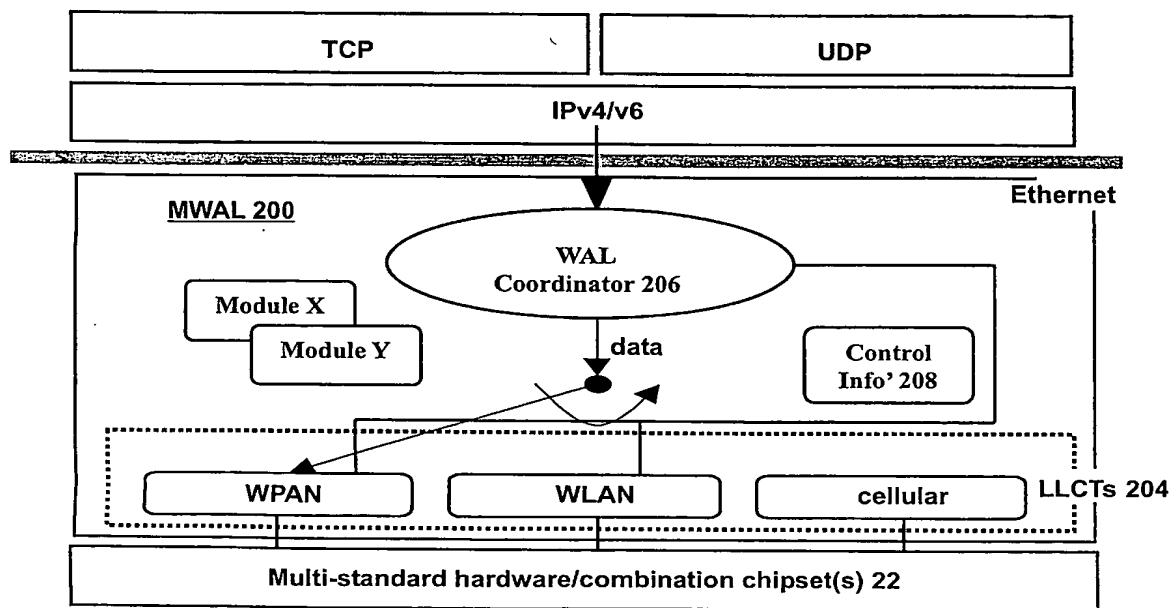 TCP
UDP
IPv4/v6
Ethernet
MWAL 200
WAL
Coordinator 206
Module X
Module Y
data
Control
Info' 208
WPAN
WLAN
cellular
LLCTs 204
Multi-standard hardware/combination chipset(s) 22